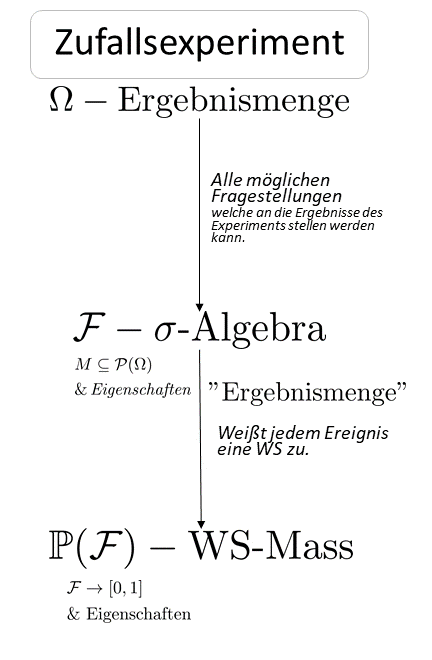 Zufallsexperiment
Ω − Ergebnismenge
Alle möglichen
Fragestellungen
welche an die Ergebnisse des
Experiments stellen werden
kann.
ℱ − σ-Algebra
M ⊆ 𝒫(Ω)
& Eigenschaften
"Ergebnismenge"
Weißt jedem Ereignis
eine WS zu.
ℙ(ℱ) − WS-Mass
ℱ → [0, 1]
& Eigenschaften